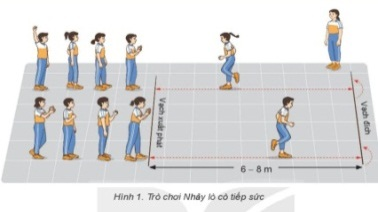 Vạch xuất phát
Vạch đích
6 – 8 m
Hình 1. Trò chơi Nhảy lò cò tiếp sức